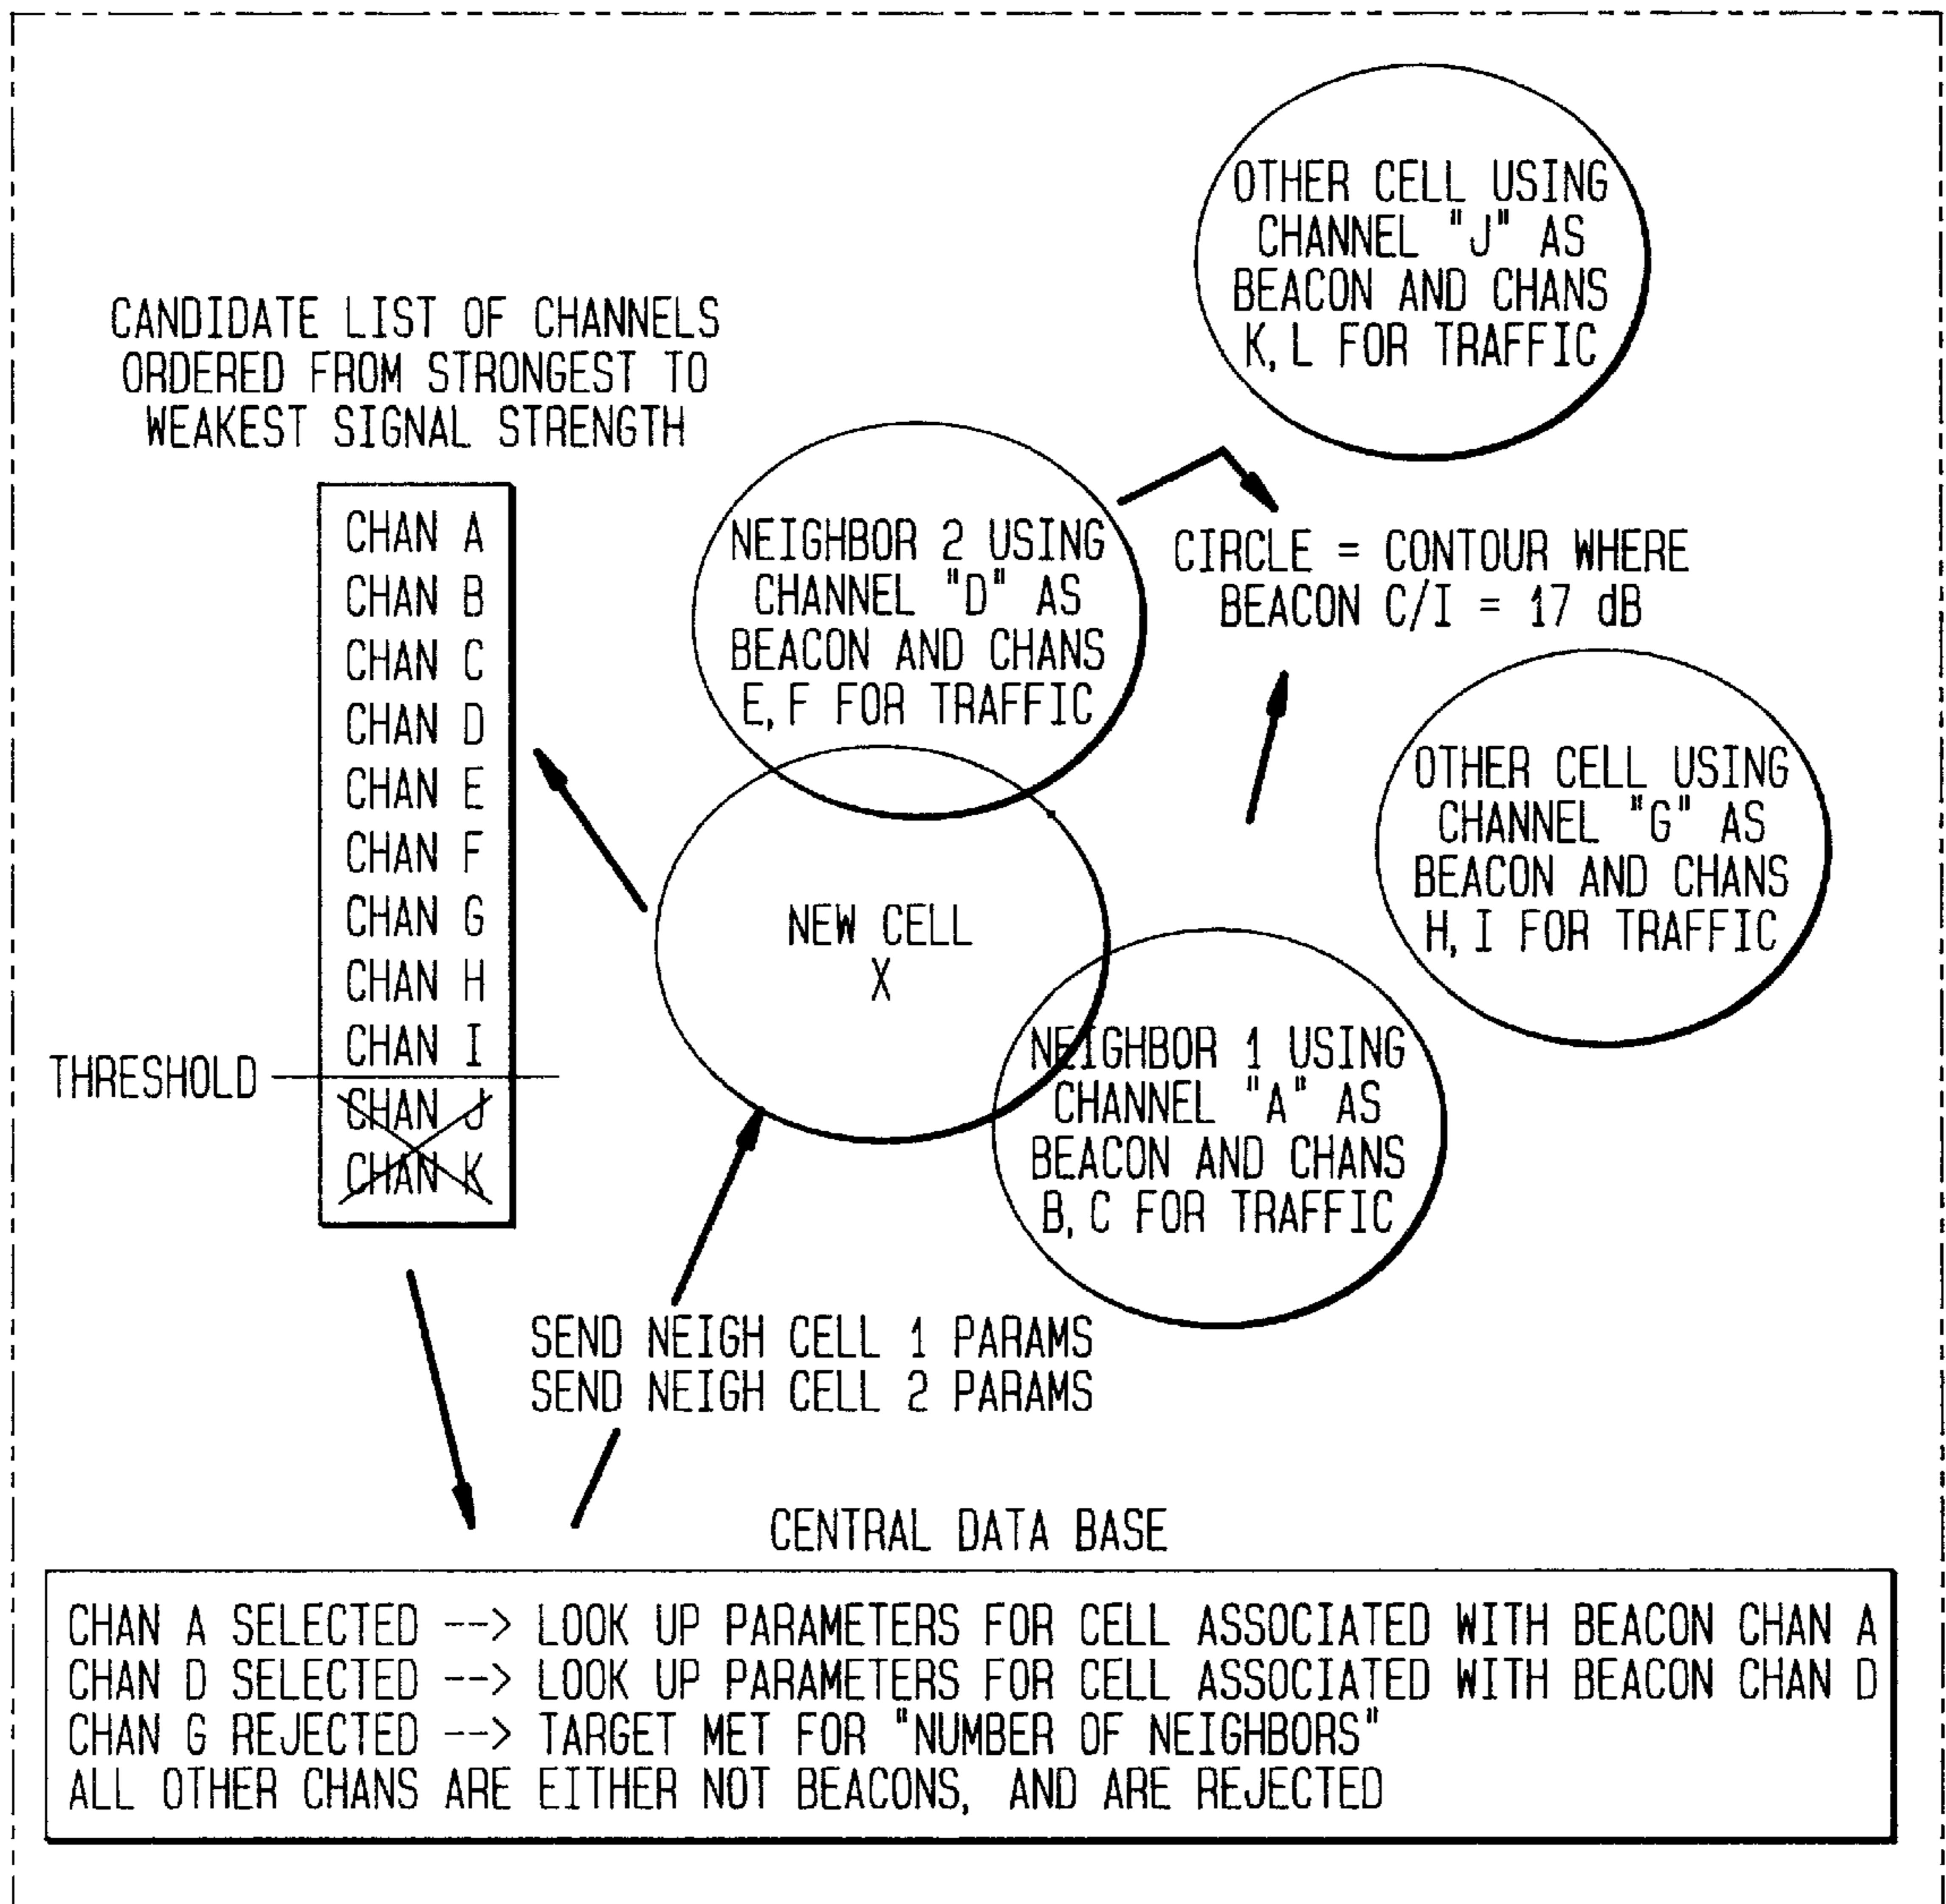 OTHER CELL USING
CHANNEL "J" AS
BEACON AND CHANS
K, L FOR TRAFFIC
CANDIDATE LIST OF CHANNELS
ORDERED FROM STRONGEST TO
WEAKEST SIGNAL STRENGTH
CHAN A
CHAN B
CHAN C
CHAN D
CHAN E
CHAN F
CHAN G
CHAN H
CHAN I
THRESHOLD
CHAN J
CHAN K
NEIGHBOR 2 USING
CHANNEL "D" AS
BEACON AND CHANS
E, F FOR TRAFFIC
CIRCLE = CONTOUR WHERE
BEACON C/I = 17 dB
OTHER CELL USING
CHANNEL "G" AS
BEACON AND CHANS
H, I FOR TRAFFIC
NEW CELL
X
NEIGHBOR 1 USING
CHANNEL "A" AS
BEACON AND CHANS
B, C FOR TRAFFIC
SEND NEIGH CELL 1 PARAMS
SEND NEIGH CELL 2 PARAMS
CENTRAL DATA BASE
CHAN A SELECTED --> LOOK UP PARAMETERS FOR CELL ASSOCIATED WITH BEACON CHAN A
CHAN D SELECTED --> LOOK UP PARAMETERS FOR CELL ASSOCIATED WITH BEACON CHAN D
CHAN G REJECTED --> TARGET MET FOR "NUMBER OF NEIGHBORS"
ALL OTHER CHANS ARE EITHER NOT BEACONS, AND ARE REJECTED